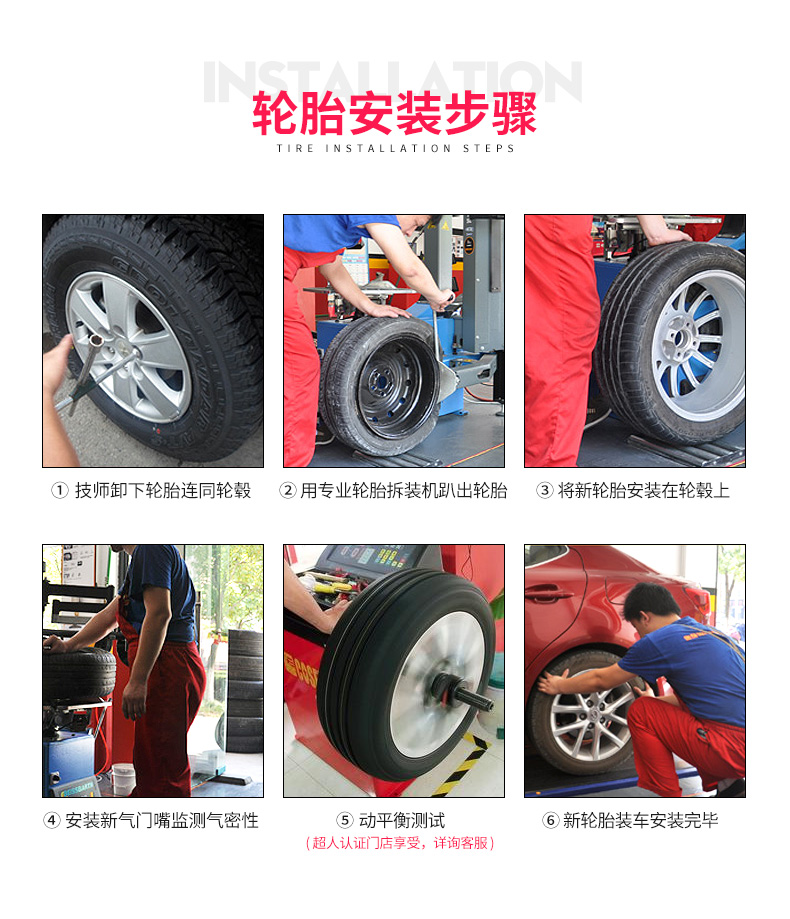 INSTALLATION
轮胎安装步骤
TIRE INSTALLATION STEPS
① 技师卸下轮胎连同轮毂
② 用专业轮胎拆装机趴出轮胎
③ 将新轮胎安装在轮毂上
④ 安装新气门嘴监测气密性
⑤ 动平衡测试
(超人认证门店享受，详询客服)
⑥ 新轮胎装车安装完毕